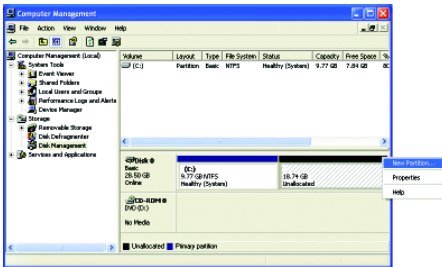 Computer Management
File Action View Window Help
Computer Management (Local)
System Tools
Event Viewer
Shared Folders
Local Users and Groups
Performance Logs and Alerts
Device Manager
Storage
Removable Storage
Disk Defragmenter
Disk Management
Services and Applications
Volume Layout Type File System Status Capacity Free Space %
(C:) Partition Basic NTFS Healthy (System) 9.77 GB 7.84 GB 80
Disk 0
Basic
28.50 GB
Online
(C:)
9.77 GB NTFS
Healthy (System)
18.74 GB
Unallocated
CD-ROM 0
DVD (D:)
No Media
Unallocated Primary partition
New Partition...
Properties
Help